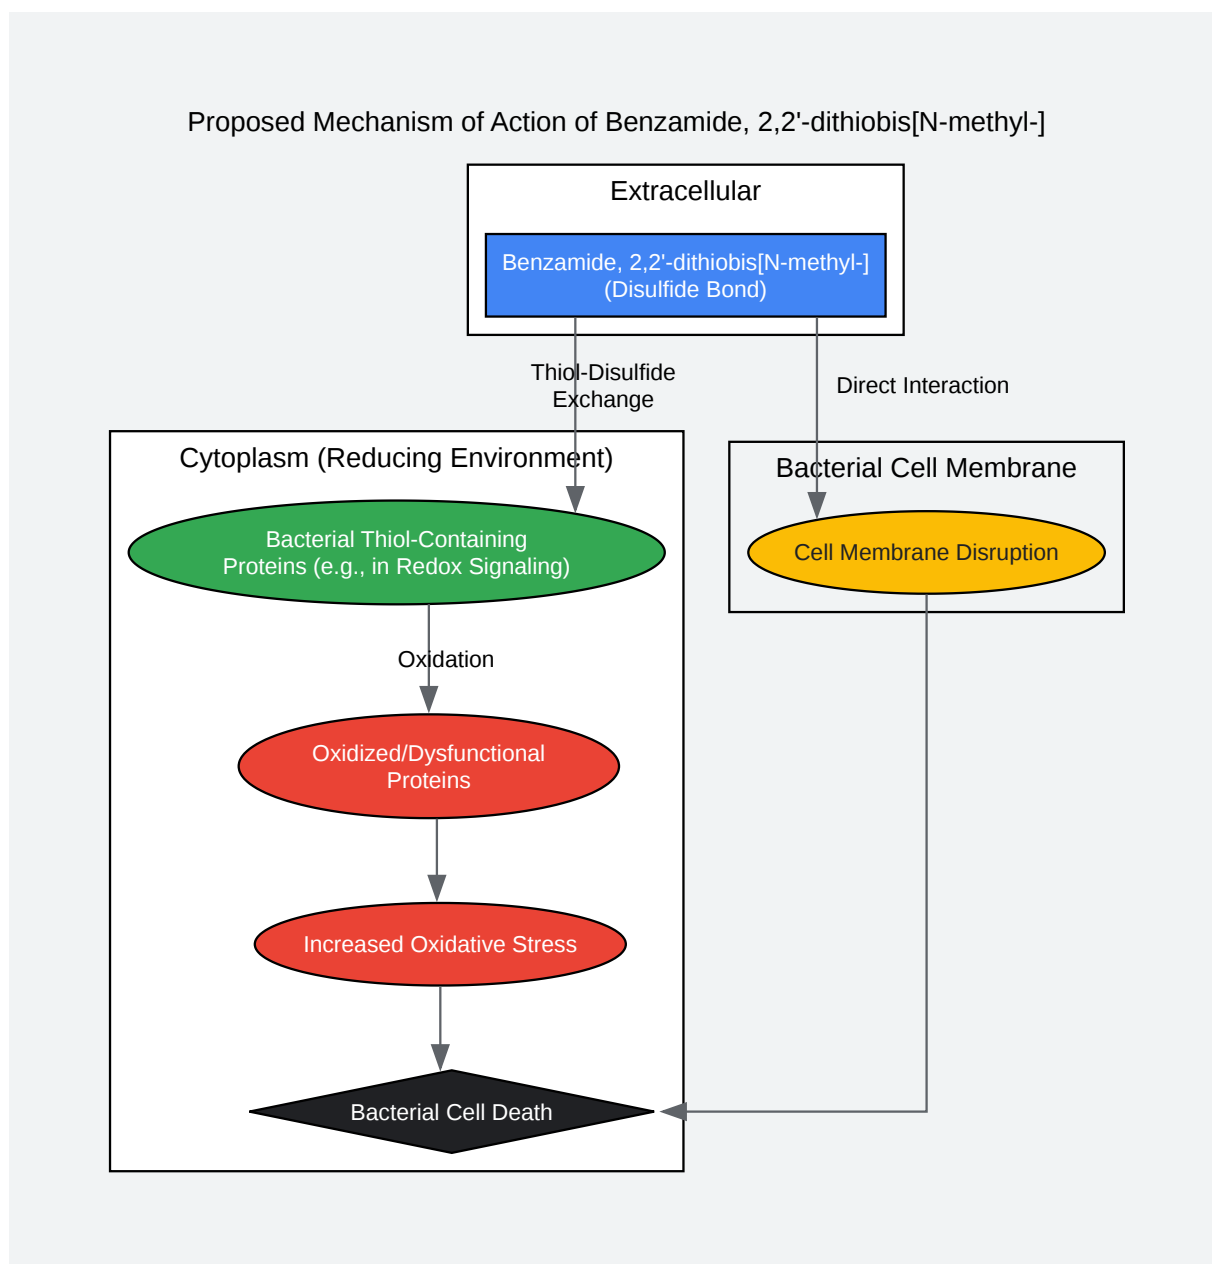 Proposed Mechanism of Action of Benzamide, 2,2'-dithiobis[N-methyl-]
Extracellular
Benzamide, 2,2'-dithiobis[N-methyl-]
(Disulfide Bond)
Thiol-Disulfide
Exchange
Direct Interaction
Cytoplasm (Reducing Environment)
Bacterial Cell Membrane
Bacterial Thiol-Containing
Proteins (e.g., in Redox Signaling)
Cell Membrane Disruption
Oxidation
Oxidized/Dysfunctional
Proteins
Increased Oxidative Stress
Bacterial Cell Death